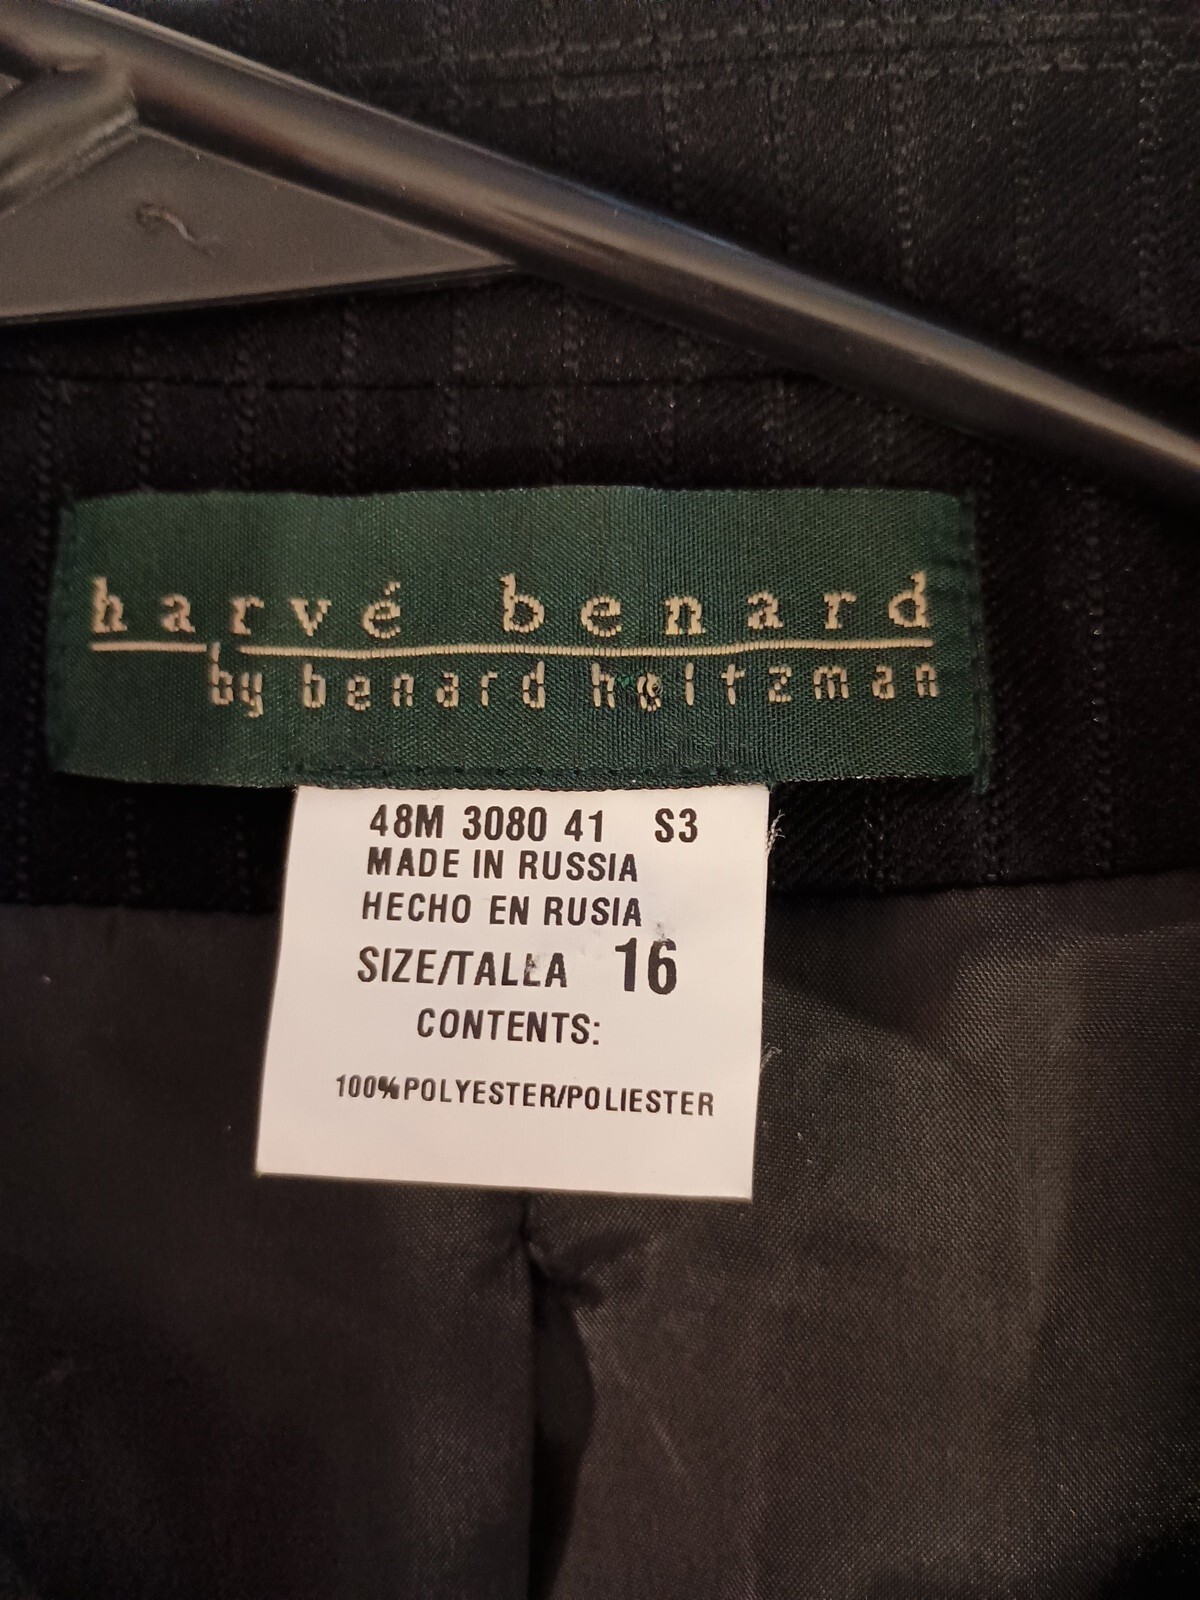 harvé benard
by benard holtzman
48M 3080 41 S3
MADE IN RUSSIA
HECHO EN RUSIA
SIZE/TALLA 16
CONTENTS:
100%POLYESTER/POLIESTER